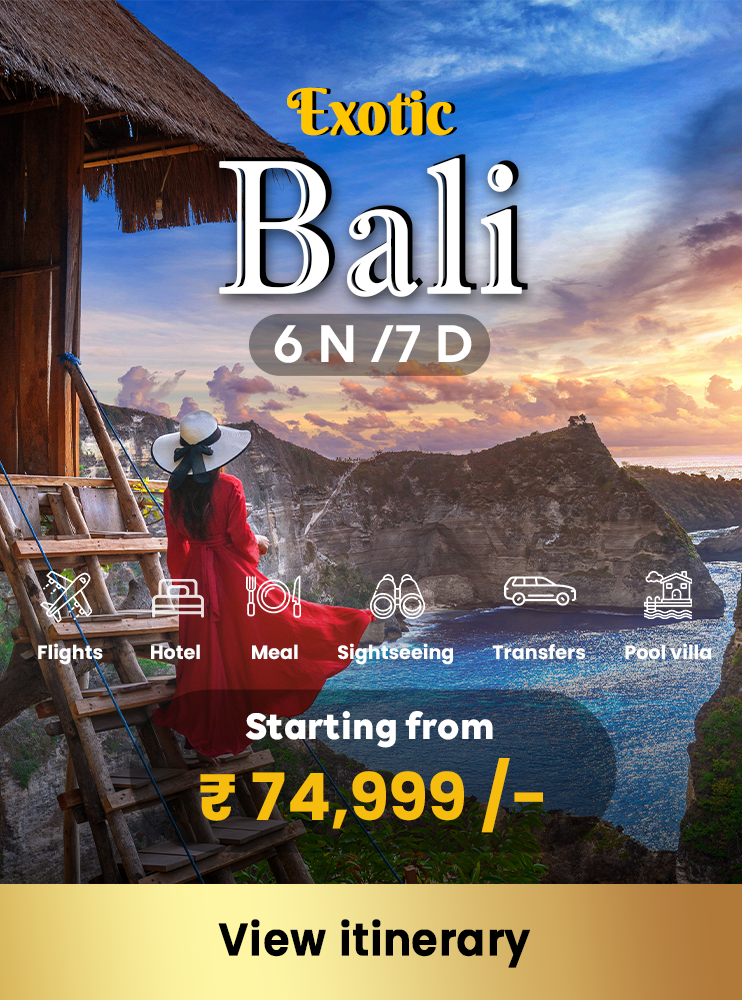 Exotic
Bali
6 N /7 D
Flights Hotel Meal Sightseeing Transfers Pool villa
Starting from
₹ 74,999 /-
View itinerary